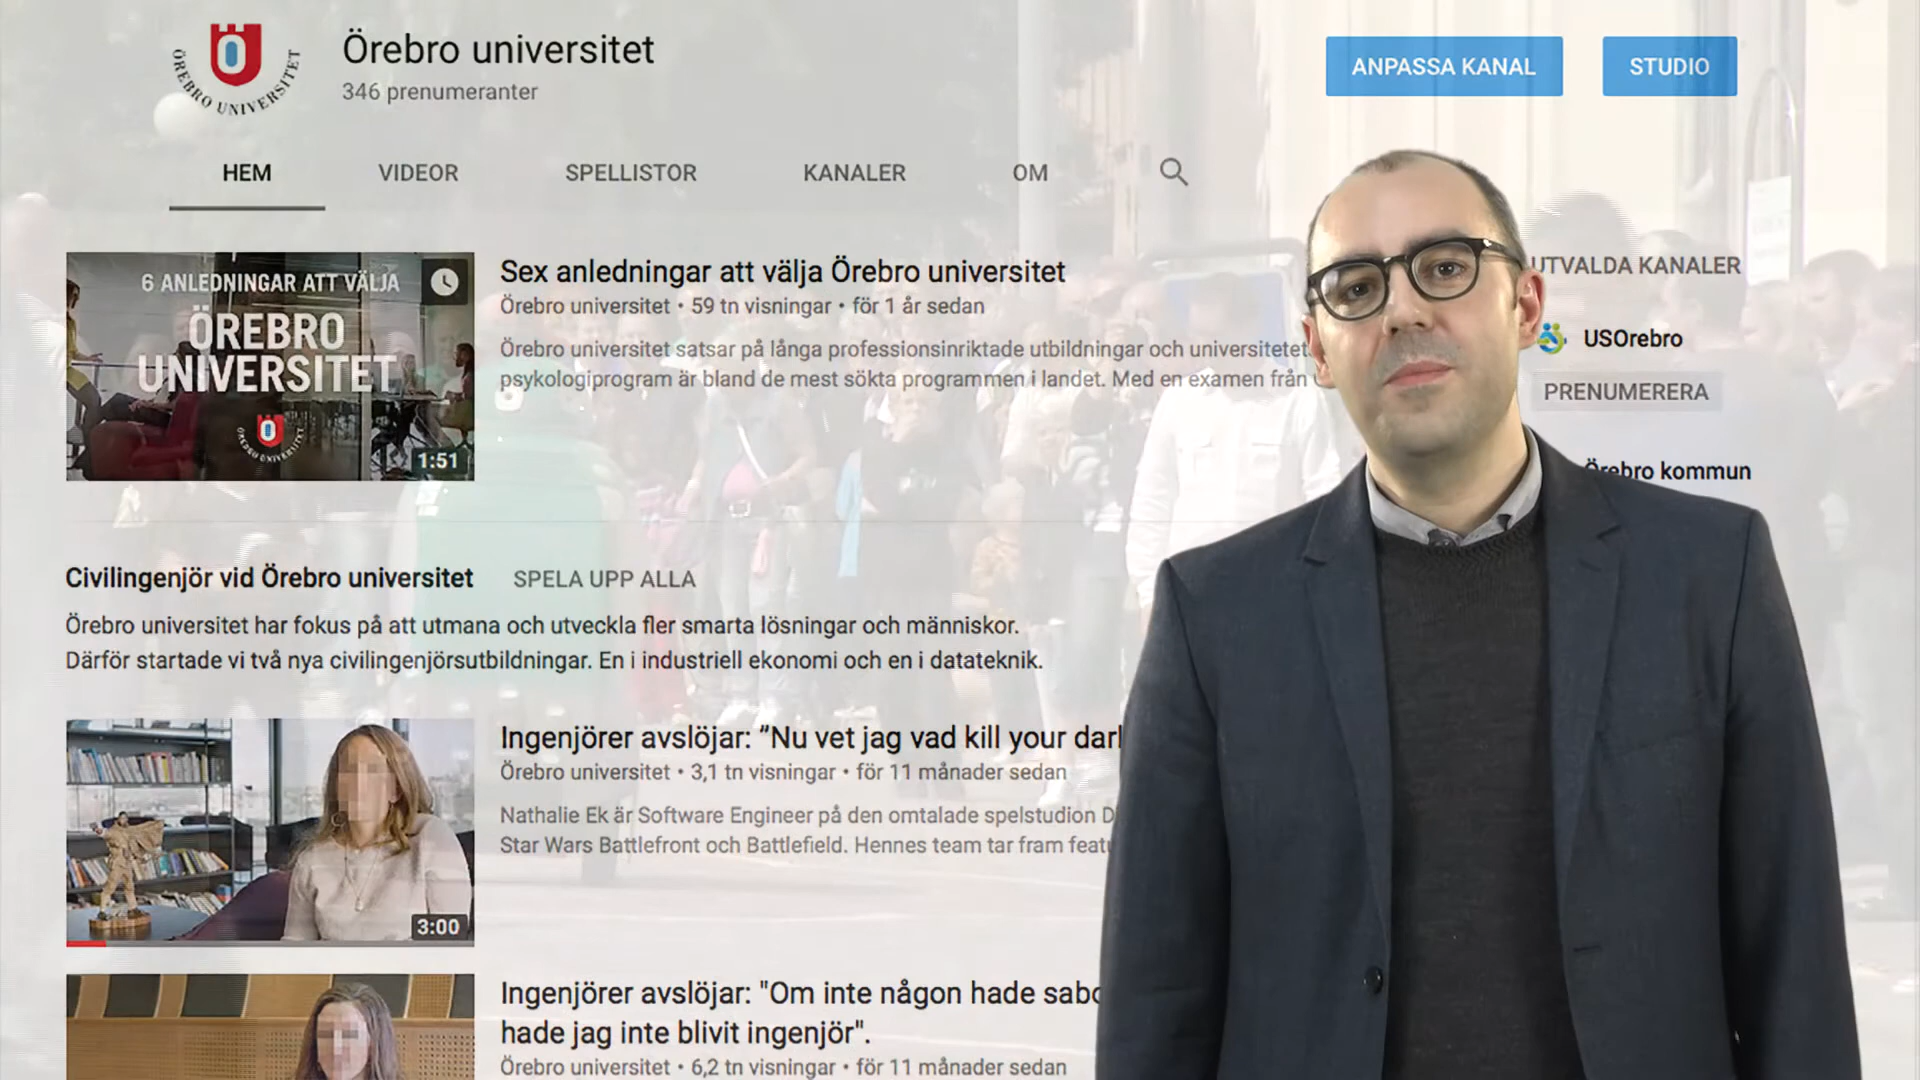 ÖREBRO UNIVERSITET
Örebro universitet
346 prenumeranter
ANPASSA KANAL
STUDIO
HEM
VIDEOR
SPELLISTOR
KANALER
OM
6 ANLEDNINGAR ATT VÄLJA
ÖREBRO
UNIVERSITET
ÖREBRO UNIVERSITET
1:51
Sex anledningar att välja Örebro universitet
Örebro universitet • 59 tn visningar • för 1 år sedan
Örebro universitet satsar på långa professionsinriktade utbildningar och universitetet
psykologiprogram är bland de mest sökta programmen i landet. Med en examen från
UTVALDA KANALER
USOrebro
PRENUMERERA
Örebro kommun
Civilingenjör vid Örebro universitet
SPELA UPP ALLA
Örebro universitet har fokus på att utmana och utveckla fler smarta lösningar och människor.
Därför startade vi två nya civilingenjörsutbildningar. En i industriell ekonomi och en i datateknik.
3:00
Ingenjörer avslöjar: “Nu vet jag vad kill your darl
Örebro universitet • 3,1 tn visningar • för 11 månader sedan
Nathalie Ek är Software Engineer på den omtalade spelstudion D
Star Wars Battlefront och Battlefield. Hennes team tar fram featu
Ingenjörer avslöjar: "Om inte någon hade sabo
hade jag inte blivit ingenjör".
Örebro universitet • 6,2 tn visningar • för 11 månader sedan